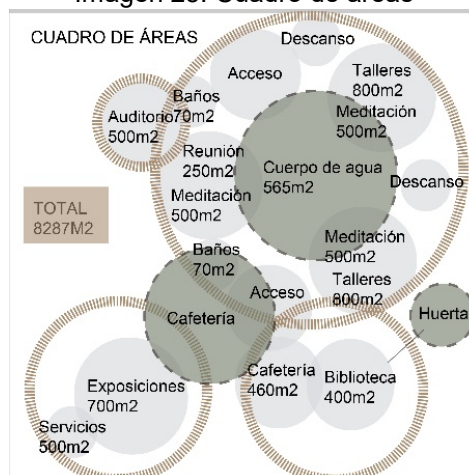 Imagen 23. Cuadro de áreas
CUADRO DE ÁREAS
Descanso
Acceso
Talleres
800m2
Baños
70m2
Auditorio
500m2
Meditación
500m2
Reunión
250m2
Cuerpo de agua
565m2
Descanso
Meditación
500m2
TOTAL
8287M2
Meditación
500m2
Baños
70m2
Talleres
800m2
Acceso
Cafetería
Huerta
Cafetería
460m2
Biblioteca
400m2
Exposiciones
700m2
Servicios
500m2